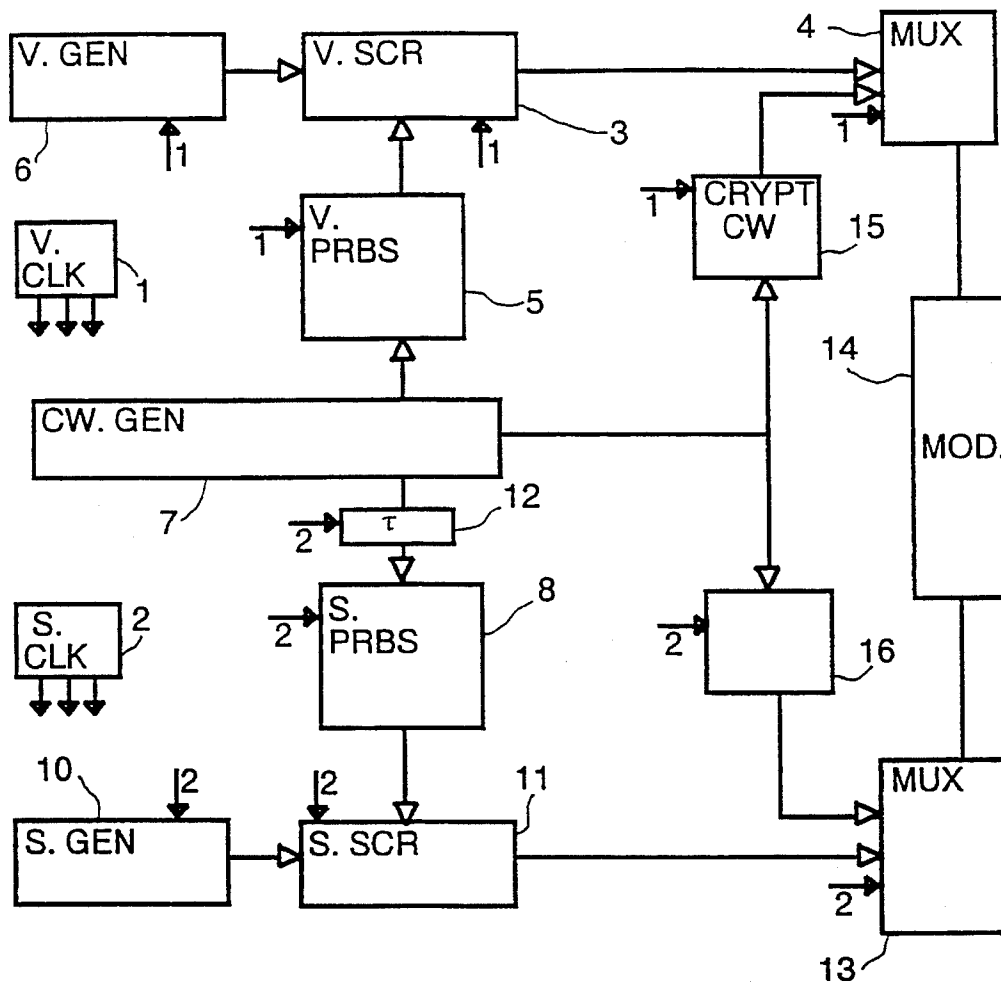 4
V. GEN
V. SCR
MUX
6
1
1
3
1
V.
CLK
1
V.
PRBS
1
5
CRYPT
CW
1
15
14
CW. GEN
MOD.
7
τ
12
2
S.
CLK
2
S.
PRBS
8
2
2
16
10
2
2
11
MUX
S. GEN
S. SCR
2
13